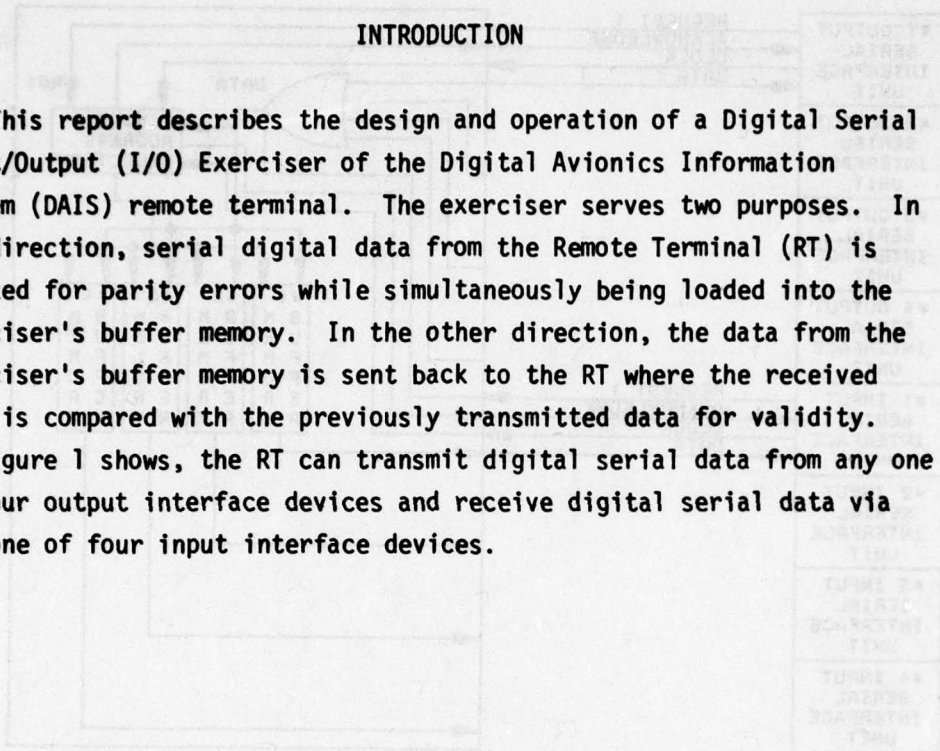 INTRODUCTION
his report describes the design and operation of a Digital Serial
/Output (I/O) Exerciser of the Digital Avionics Information
m (DAIS) remote terminal. The exerciser serves two purposes. In
irection, serial digital data from the Remote Terminal (RT) is
ed for parity errors while simultaneously being loaded into the
iser's buffer memory. In the other direction, the data from the
iser's buffer memory is sent back to the RT where the received
is compared with the previously transmitted data for validity.
gure 1 shows, the RT can transmit digital serial data from any one
ur output interface devices and receive digital serial data via
ne of four input interface devices.